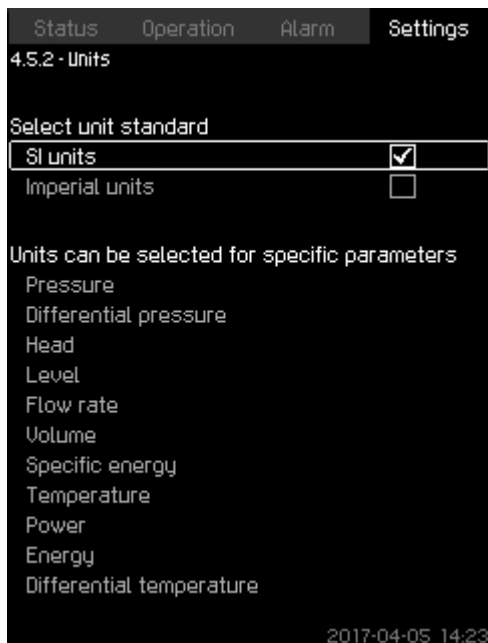 Status Operation Alarm Settings
4.5.2 - Units
Select unit standard
SI units
Imperial units
Units can be selected for specific parameters
Pressure
Differential pressure
Head
Level
Flow rate
Volume
Specific energy
Temperature
Power
Energy
Differential temperature
2017-04-05 14:23